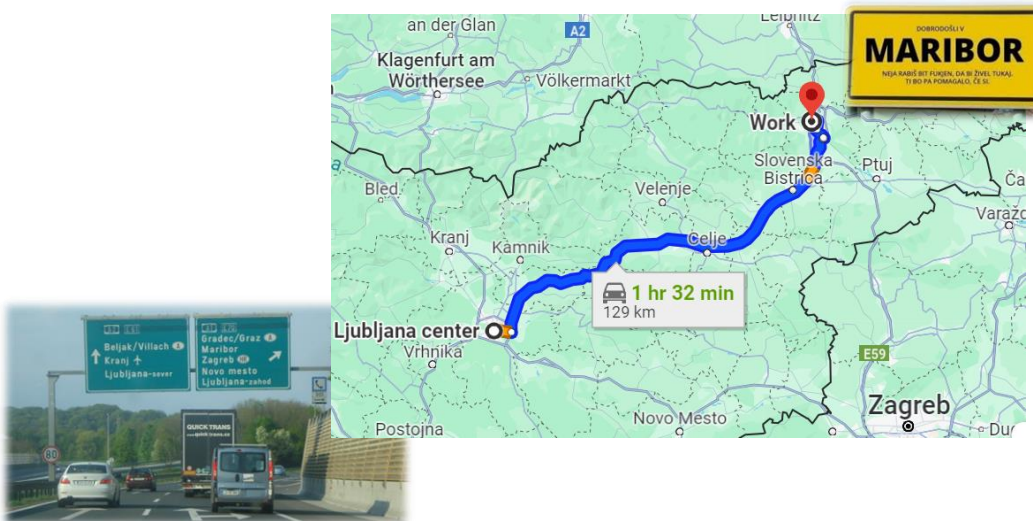 an der Glan
A2
Leibnitz
Klagenfurt am
Wörthersee
Völkermarkt
DOBRODOŠLI V
MARIBOR
NEJA RABIŠ BIT FUKJEN, DA BI ŽIVEL TUKAJ,
TI BO PA POMAGALO, ČE SI.
Work
Slovenska
Bistrica
Ptuj
Bled
Velenje
Varažd
Kranj
Kamnik
Celje
1 hr 32 min
129 km
Ljubljana center
Vrhnika
E59
Novo Mesto
Zagreb
Postojna
Beljak/Villach
Kranj
Ljubljana-sever
Gradec/Graz
Maribor
Zagreb
Novo mesto
Ljubljana-zahod
QUICK TRANS
80